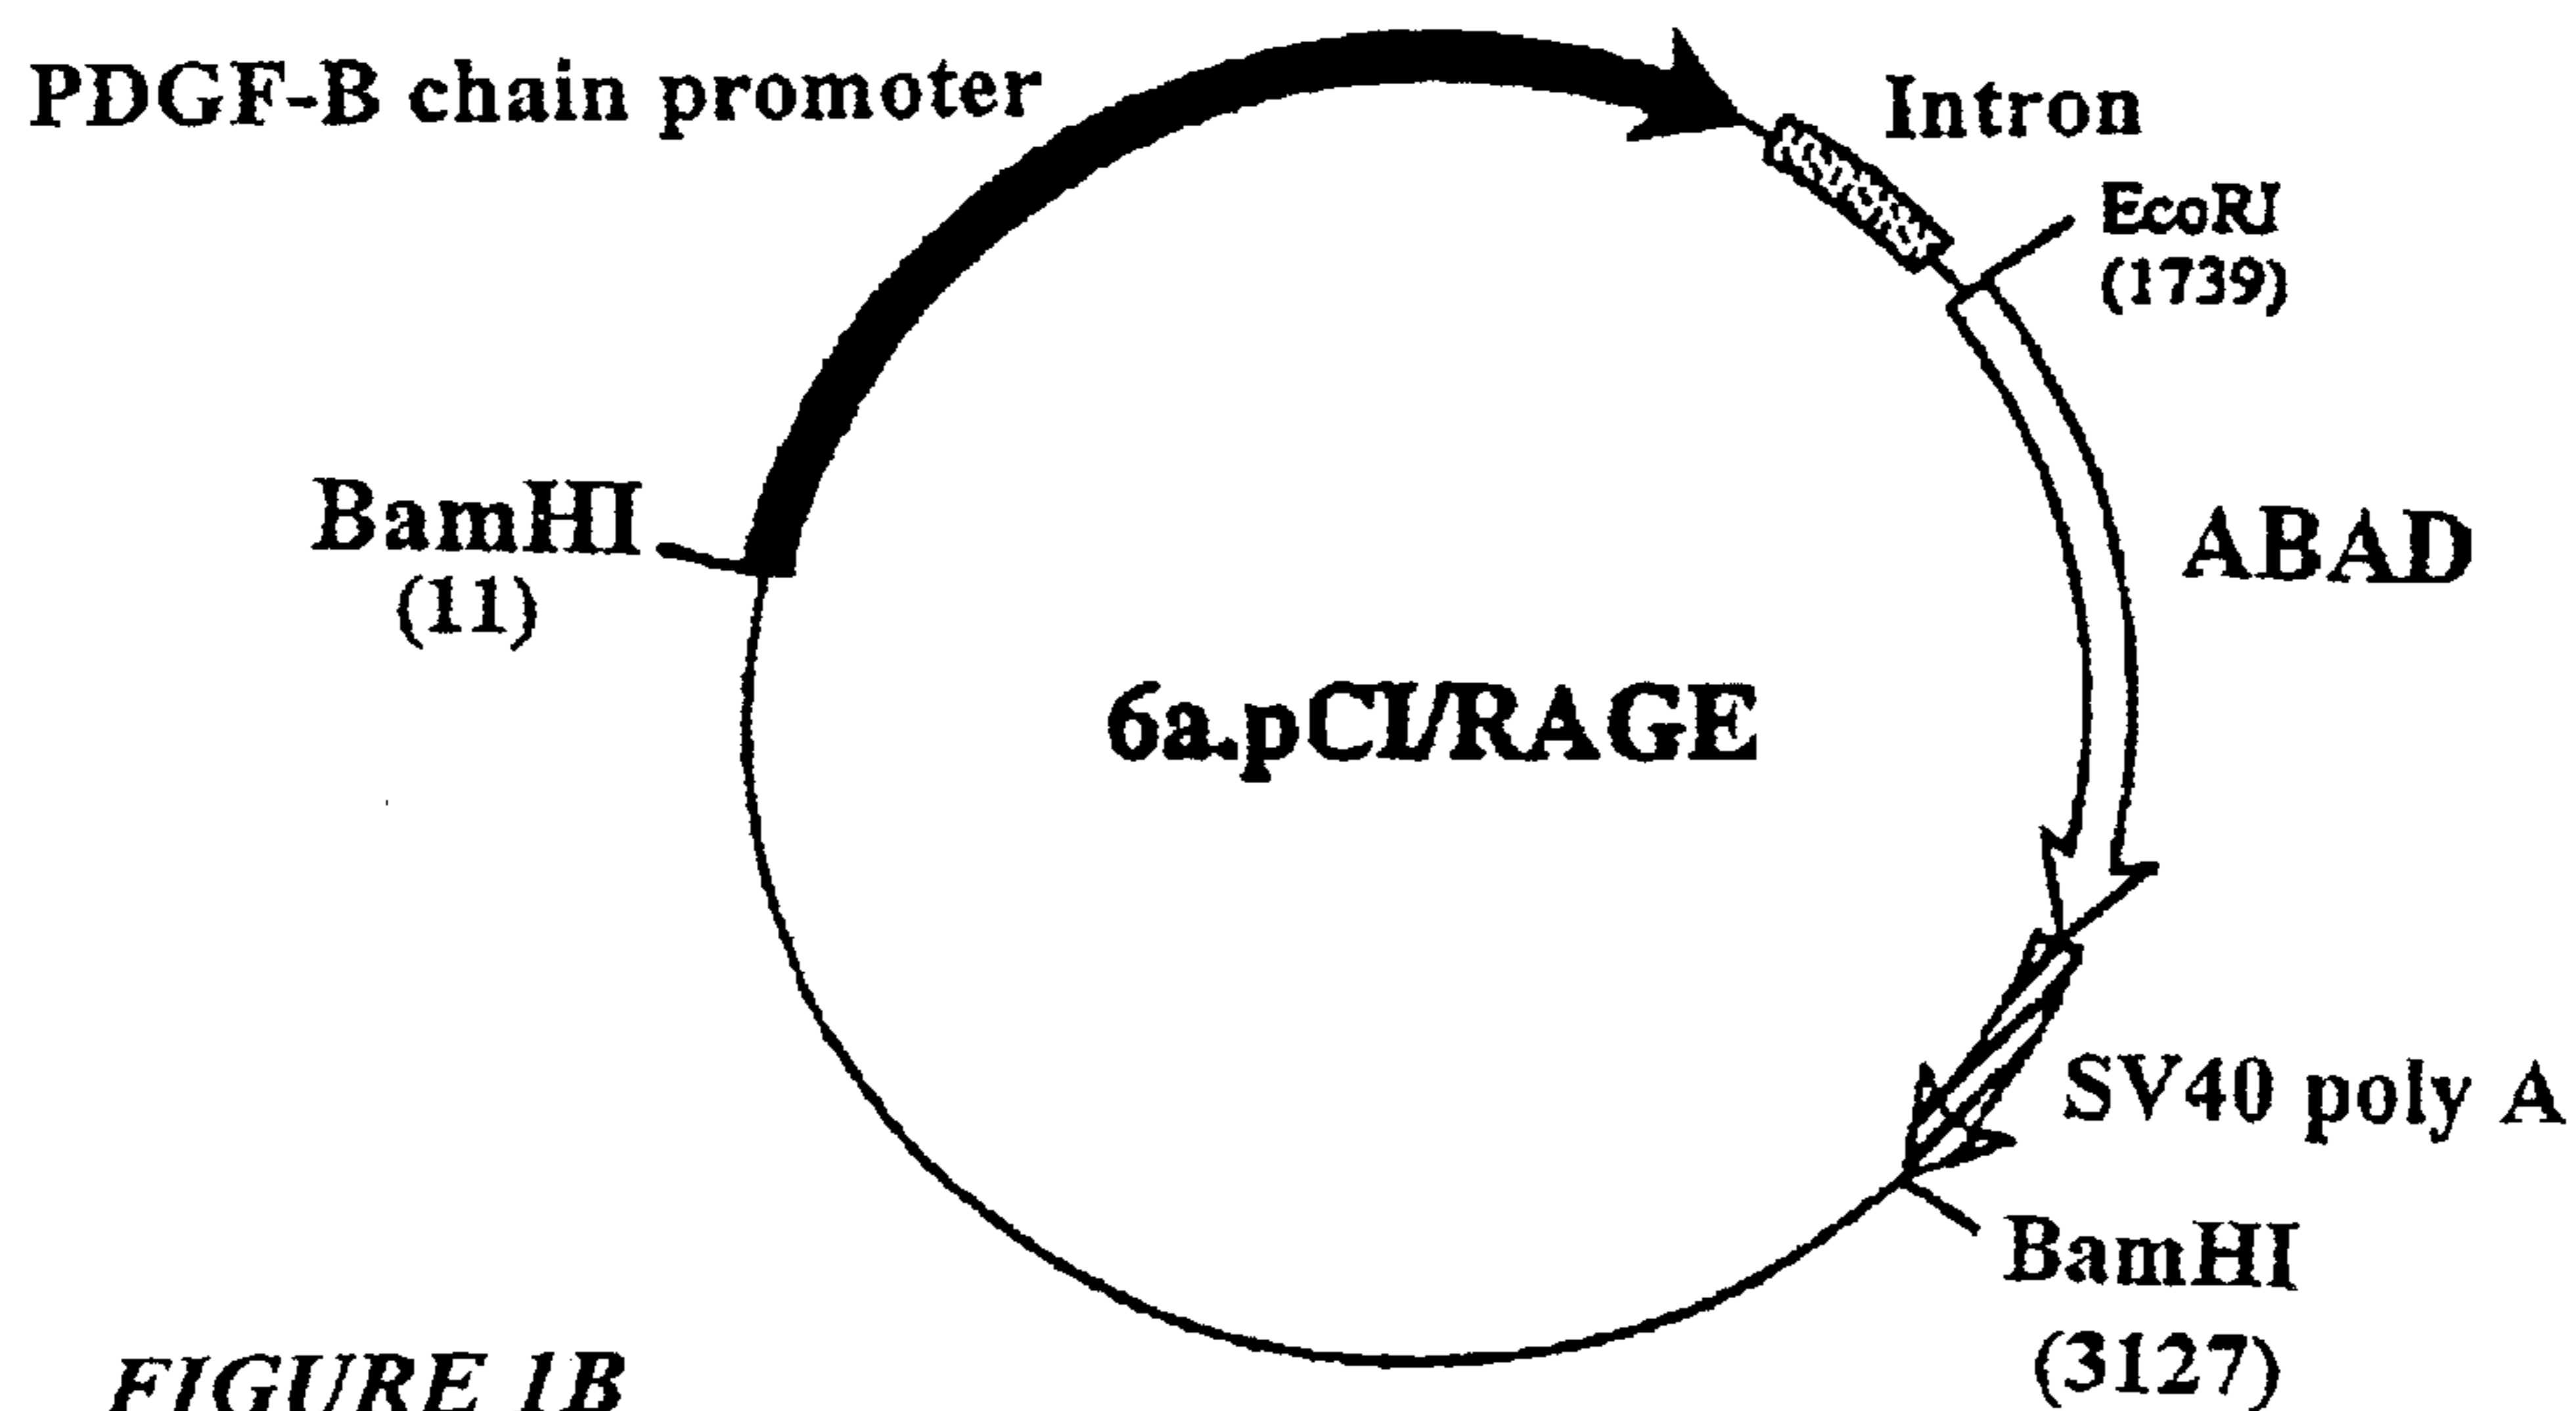 PDGF-B chain promoter
Intron
EcoRI
(1739)
BamHI
(11)
ABAD
6a.pCI/RAGE
SV40 poly A
BamHI
(3127)
FIGURE 1B